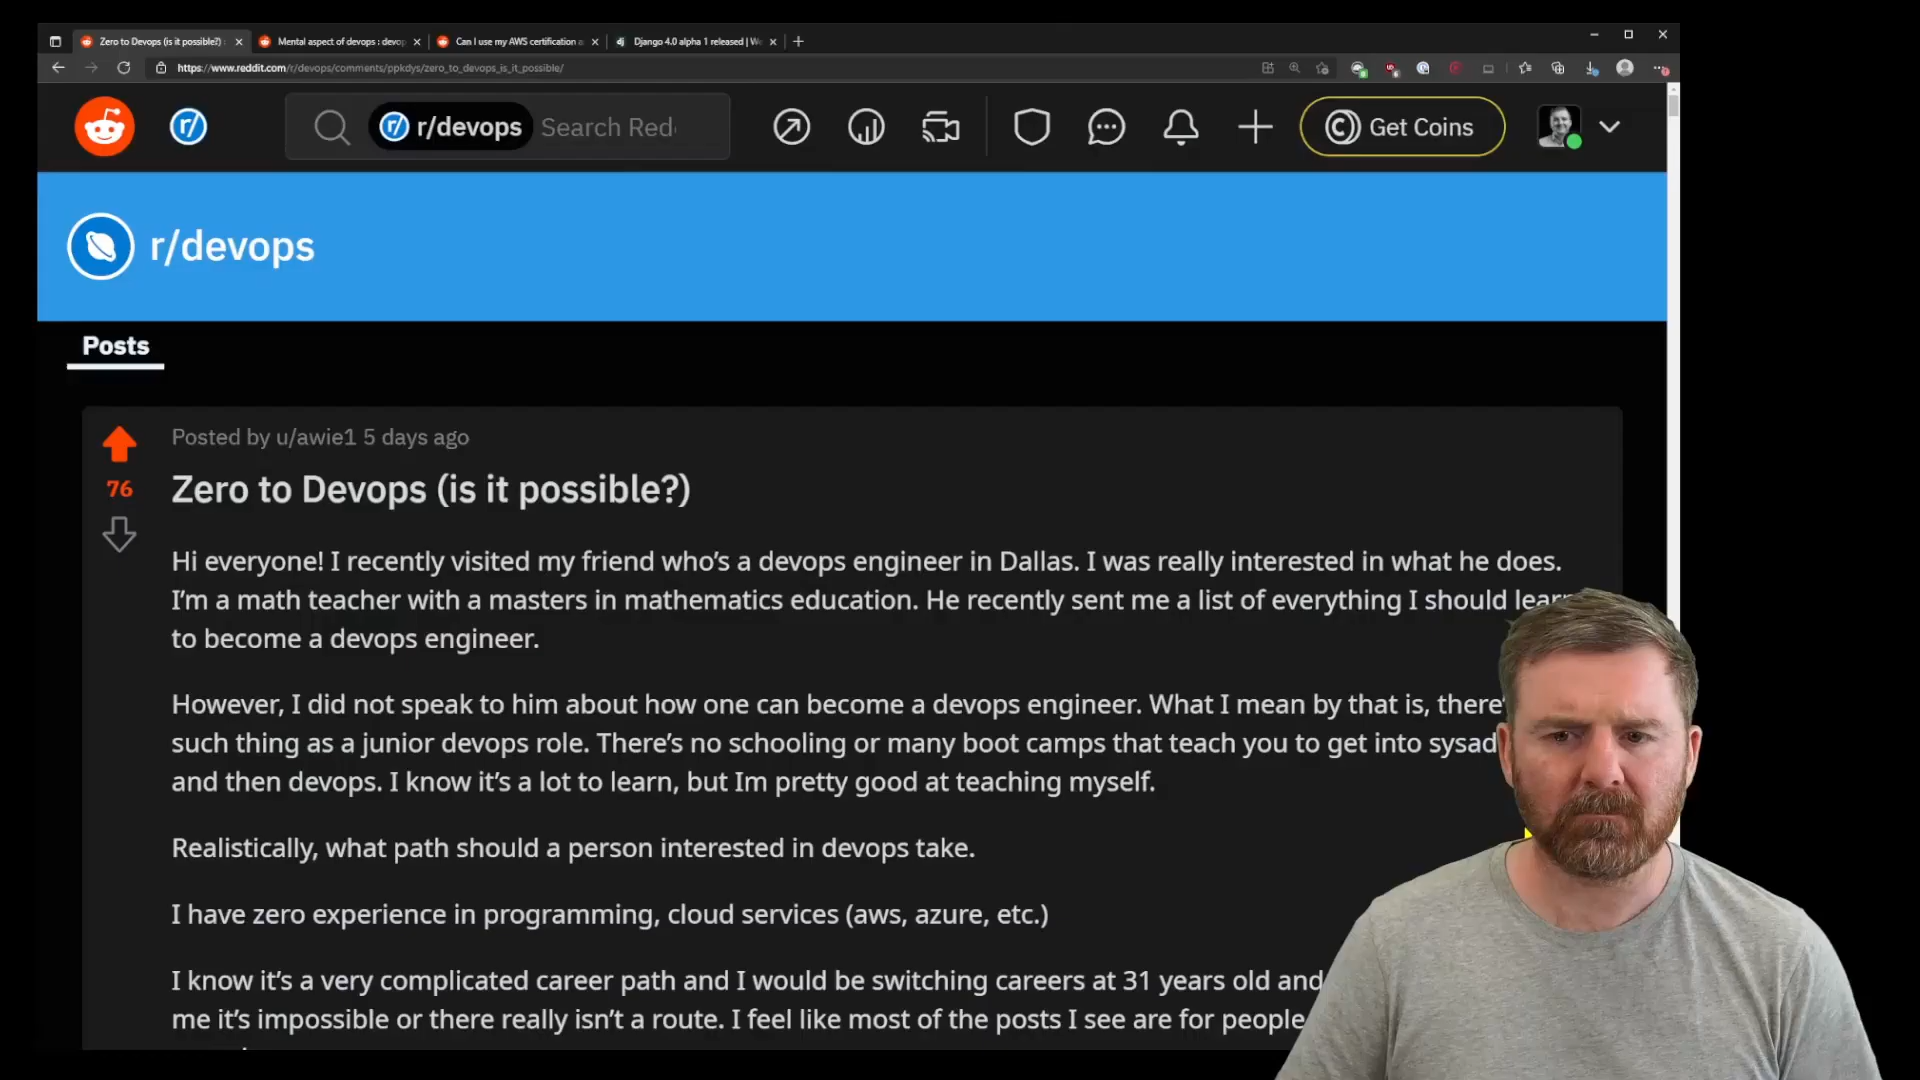 Zero to Devops (is it possible?) :
Mental aspect of devops : devop
Can I use my AWS certification a
Django 4.0 alpha 1 released | We
https://www.reddit.com/r/devops/comments/ppkdys/zero_to_devops_is_it_possible/
r/devops Search Red
Get Coins
r/devops
Posts
Posted by u/awie1 5 days ago
76
Zero to Devops (is it possible?)
Hi everyone! I recently visited my friend who's a devops engineer in Dallas. I was really interested in what he does.
I'm a math teacher with a masters in mathematics education. He recently sent me a list of everything I should learn
to become a devops engineer.
However, I did not speak to him about how one can become a devops engineer. What I mean by that is, there'
such thing as a junior devops role. There's no schooling or many boot camps that teach you to get into sysad
and then devops. I know it's a lot to learn, but Im pretty good at teaching myself.
Realistically, what path should a person interested in devops take.
I have zero experience in programming, cloud services (aws, azure, etc.)
I know it's a very complicated career path and I would be switching careers at 31 years old and
me it's impossible or there really isn't a route. I feel like most of the posts I see are for people